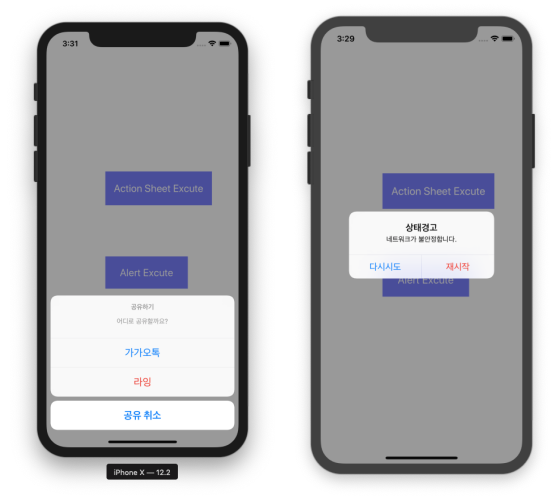 3:31
Action Sheet Excute
Alert Excute
공유하기
어디로 공유할까요?
가가오톡
라임
공유 취소
iPhone X — 12.2
3:29
Action Sheet Excute
상태경고
네트워크가 불안정합니다.
다시시도
재시작
Alert Excute